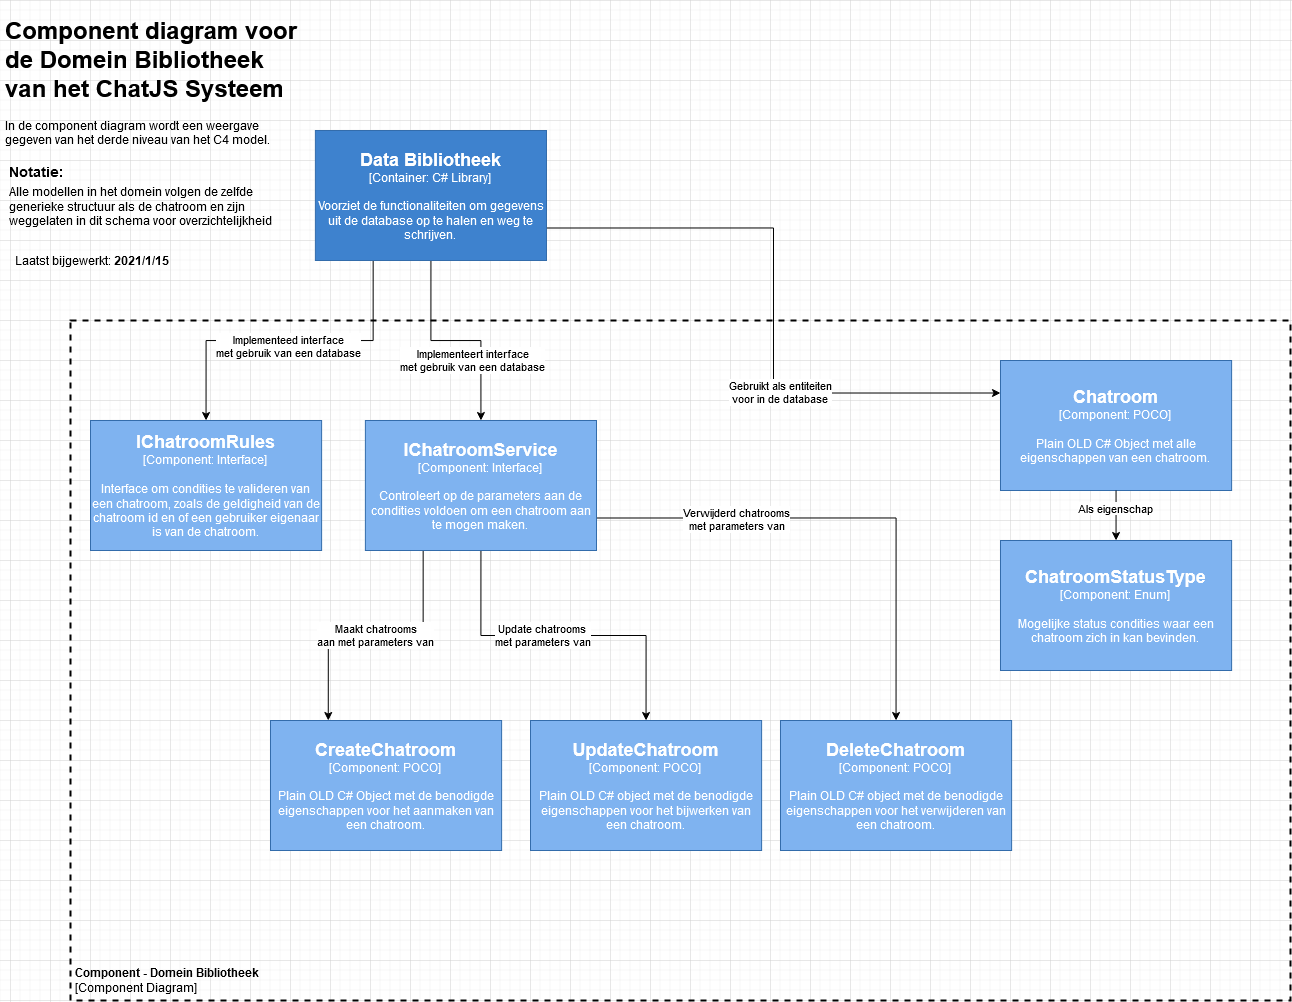 Component diagram voor
de Domein Bibliotheek
van het ChatJS Systeem
In de component diagram wordt een weergave
gegeven van het derde niveau van het C4 model.
Notatie:
Alle modellen in het domein volgen de zelfde
generieke structuur als de chatroom en zijn
weggelaten in dit schema voor overzichtelijkheid
Laatst bijgewerkt: 2021/1/15
Data Bibliotheek
[Container: C# Library]
Voorziet de functionaliteiten om gegevens
uit de database op te halen en weg te
schrijven.
Implementeed interface
met gebruik van een database
Implementeert interface
met gebruik van een database
Gebruikt als entiteiten
voor in de database
IChatroomRules
[Component: Interface]
Interface om condities te valideren van
een chatroom, zoals de geldigheid van de
chatroom id en of een gebruiker eigenaar
is van de chatroom.
IChatroomService
[Component: Interface]
Controleert op de parameters aan de
condities voldoen om een chatroom aan
te mogen maken.
Chatroom
[Component: POCO]
Plain OLD C# Object met alle
eigenschappen van een chatroom.
Als eigenschap
ChatroomStatusType
[Component: Enum]
Mogelijke status condities waar een
chatroom zich in kan bevinden.
Verwijderd chatrooms
met parameters van
Maakt chatrooms
aan met parameters van
Update chatrooms
met parameters van
CreateChatroom
[Component: POCO]
Plain OLD C# Object met de benodigde
eigenschappen voor het aanmaken van
een chatroom.
UpdateChatroom
[Component: POCO]
Plain OLD C# object met de benodigde
eigenschappen voor het bijwerken van
een chatroom.
DeleteChatroom
[Component: POCO]
Plain OLD C# object met de benodigde
eigenschappen voor het verwijderen van
een chatroom.
Component - Domein Bibliotheek
[Component Diagram]